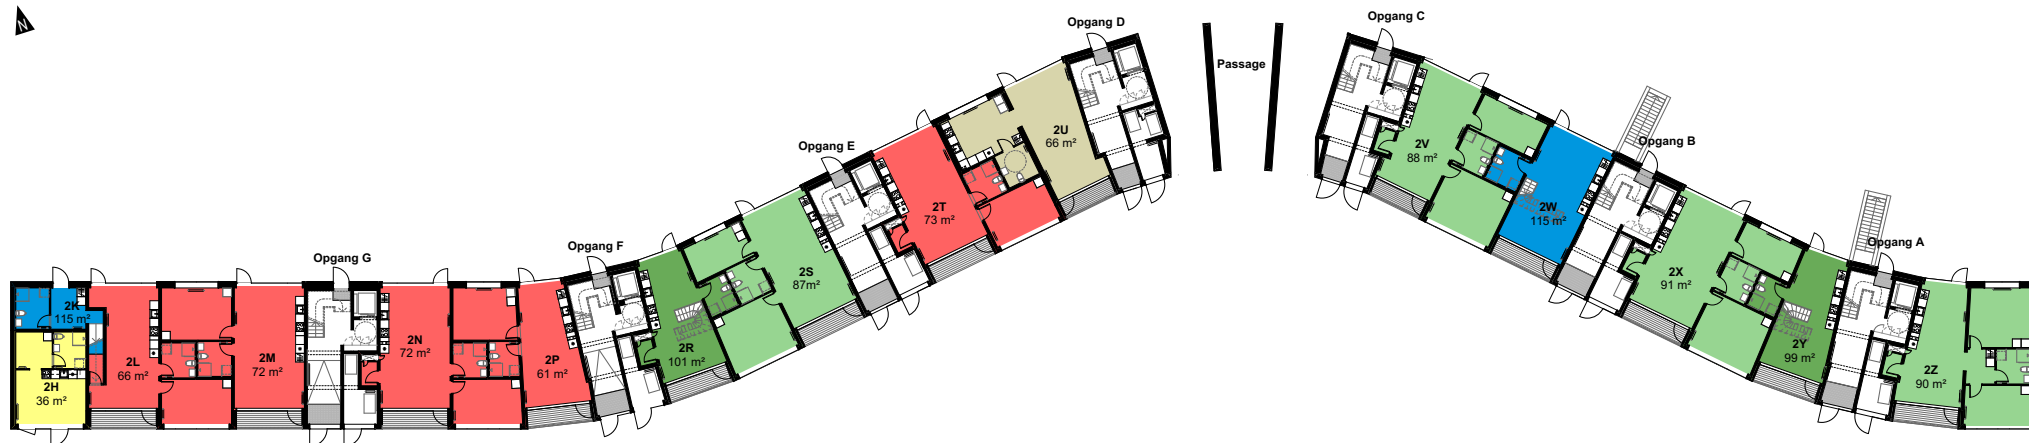 N
Opgang G
Opgang F
Opgang E
Opgang D
Passage
Opgang C
Opgang B
Opgang A
2K
115 m²
2H
36 m²
2L
66 m²
2M
72 m²
2N
72 m²
2P
61 m²
2R
101 m²
2S
87m²
2T
73 m²
2U
66 m²
2V
88 m²
2W
115 m²
2X
91 m²
2Y
99 m²
2Z
90 m²